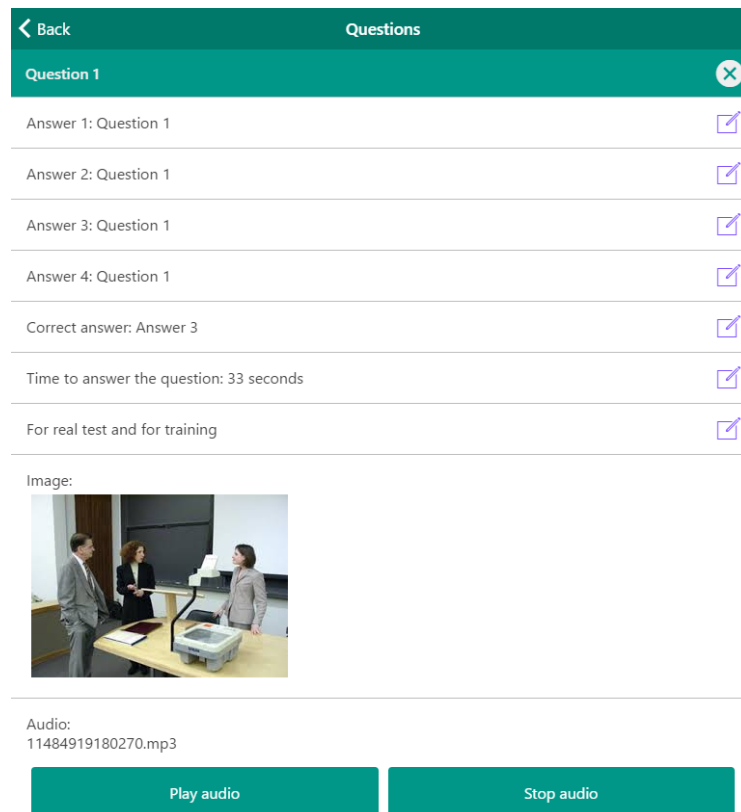 Back
Questions
Question 1
Answer 1: Question 1
Answer 2: Question 1
Answer 3: Question 1
Answer 4: Question 1
Correct answer: Answer 3
Time to answer the question: 33 seconds
For real test and for training
Image:
Audio:
11484919180270.mp3
Play audio
Stop audio